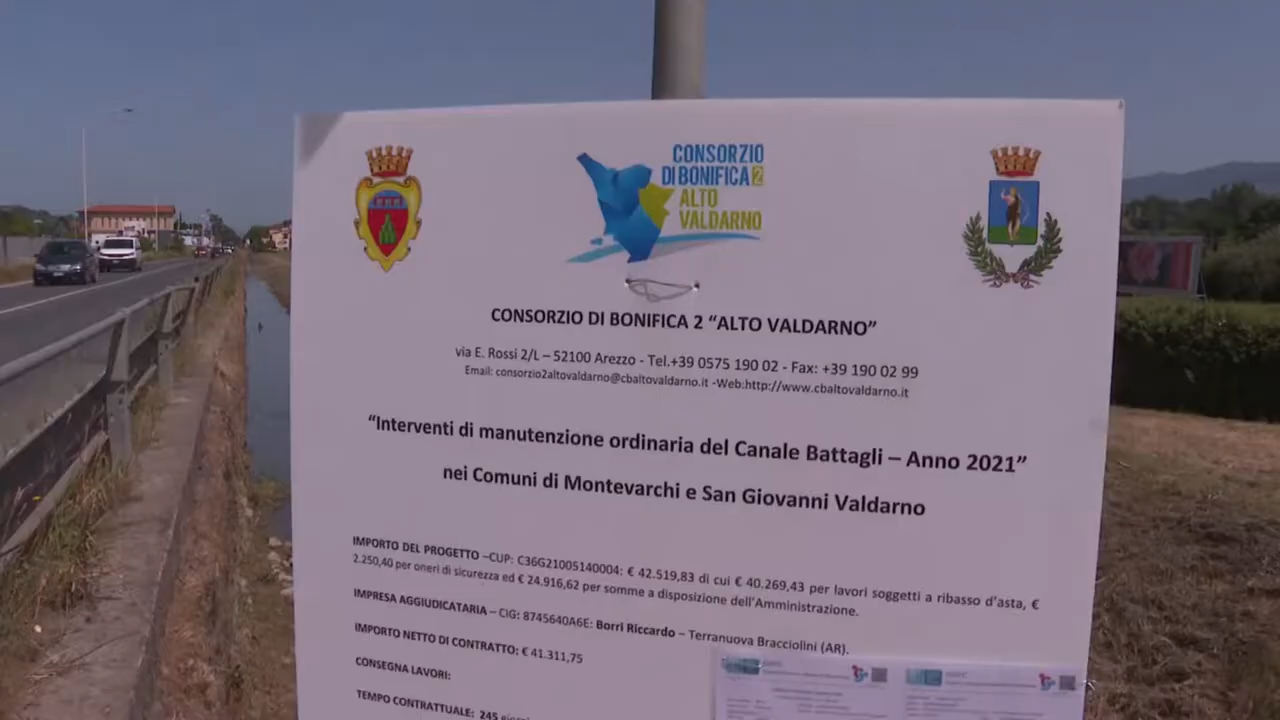 CONSORZIO
DI BONIFICA 2
ALTO
VALDARNO
CONSORZIO DI BONIFICA 2 “ALTO VALDARNO”
via E. Rossi 2/L – 52100 Arezzo - Tel.+39 0575 190 02 - Fax: +39 190 02 99
Email: consorzio2altovaldarno@cbaltovaldarno.it -Web:http://www.cbaltovaldarno.it
“Interventi di manutenzione ordinaria del Canale Battagli – Anno 2021”
nei Comuni di Montevarchi e San Giovanni Valdarno
IMPORTO DEL PROGETTO –CUP: C36G21005140004: € 42.519,83 di cui € 40.269,43 per lavori soggetti a ribasso d’asta, €
2.250,40 per oneri di sicurezza ed € 24.916,62 per somme a disposizione dell’Amministrazione.
IMPRESA AGGIUDICATARIA – CIG: 8745640A6E: Borri Riccardo – Terranuova Bracciolini (AR).
IMPORTO NETTO DI CONTRATTO: € 41.311,75
CONSEGNA LAVORI:
TEMPO CONTRATTUALE: 245